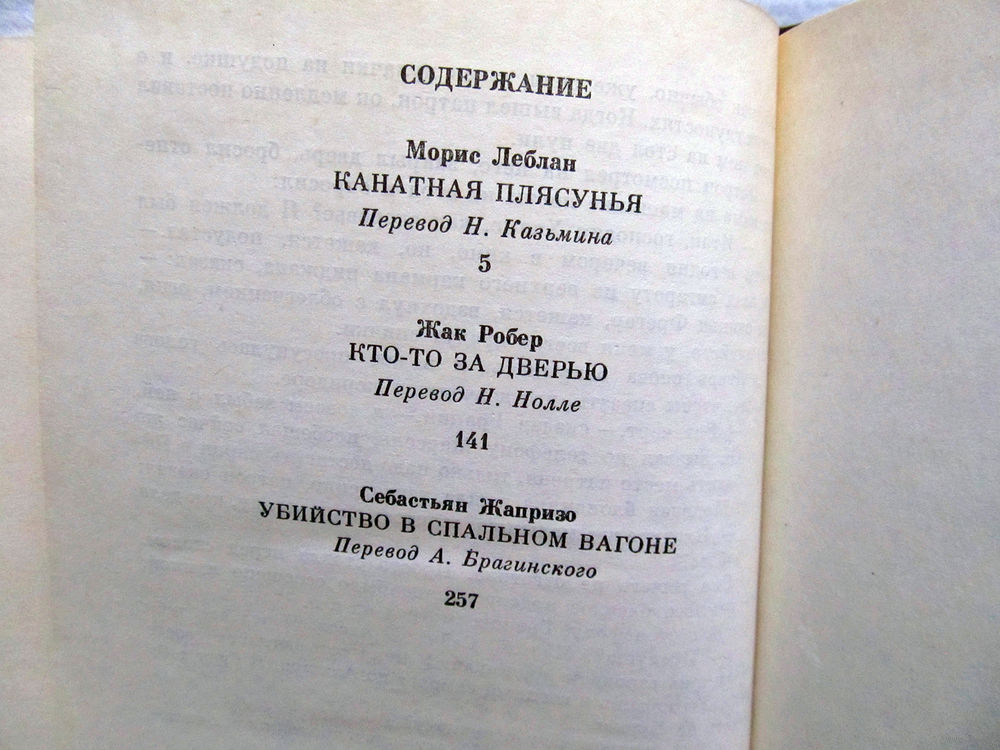 СОДЕРЖАНИЕ
Морис Леблан
КАНАТНАЯ ПЛЯСУНЬЯ
Перевод Н. Казьмина
5
Жак Робер
КТО-ТО ЗА ДВЕРЬЮ
Перевод Н. Нолле
141
Себастьян Жапризо
УБИЙСТВО В СПАЛЬНОМ ВАГОНЕ
Перевод А. Брагинского
257